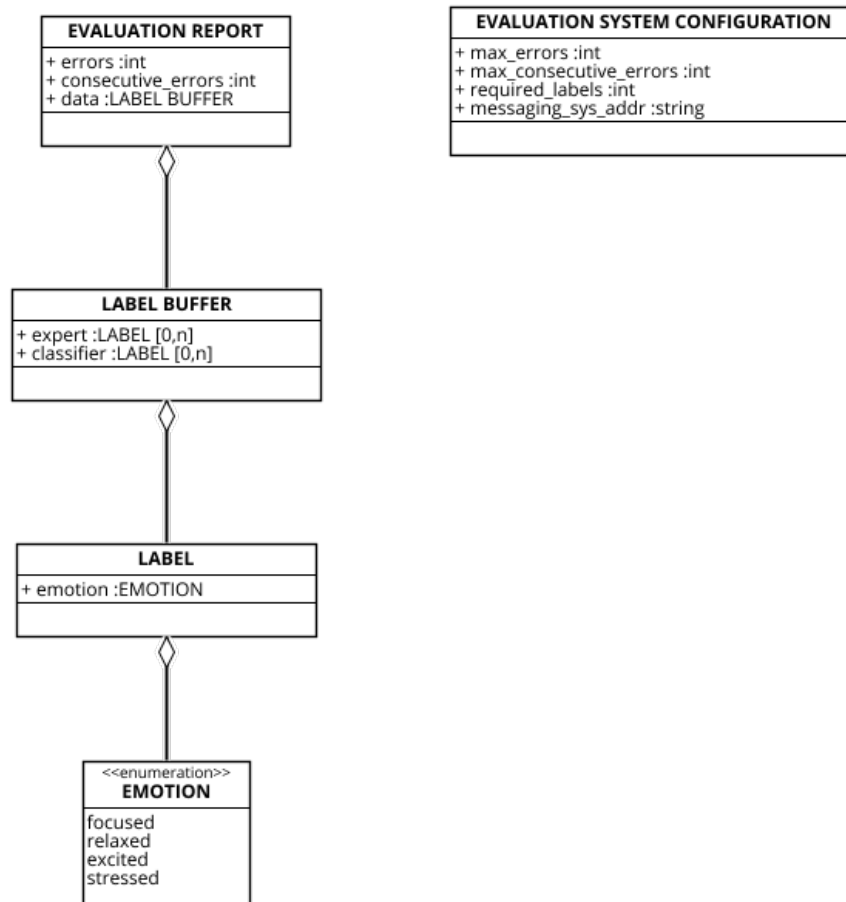 EVALUATION REPORT
+ errors :int
+ consecutive_errors :int
+ data :LABEL BUFFER
EVALUATION SYSTEM CONFIGURATION
+ max_errors :int
+ max_consecutive_errors :int
+ required_labels :int
+ messaging_sys_addr :string
LABEL BUFFER
+ expert :LABEL [0,n]
+ classifier :LABEL [0,n]
LABEL
+ emotion :EMOTION
<<enumeration>>
EMOTION
focused
relaxed
excited
stressed